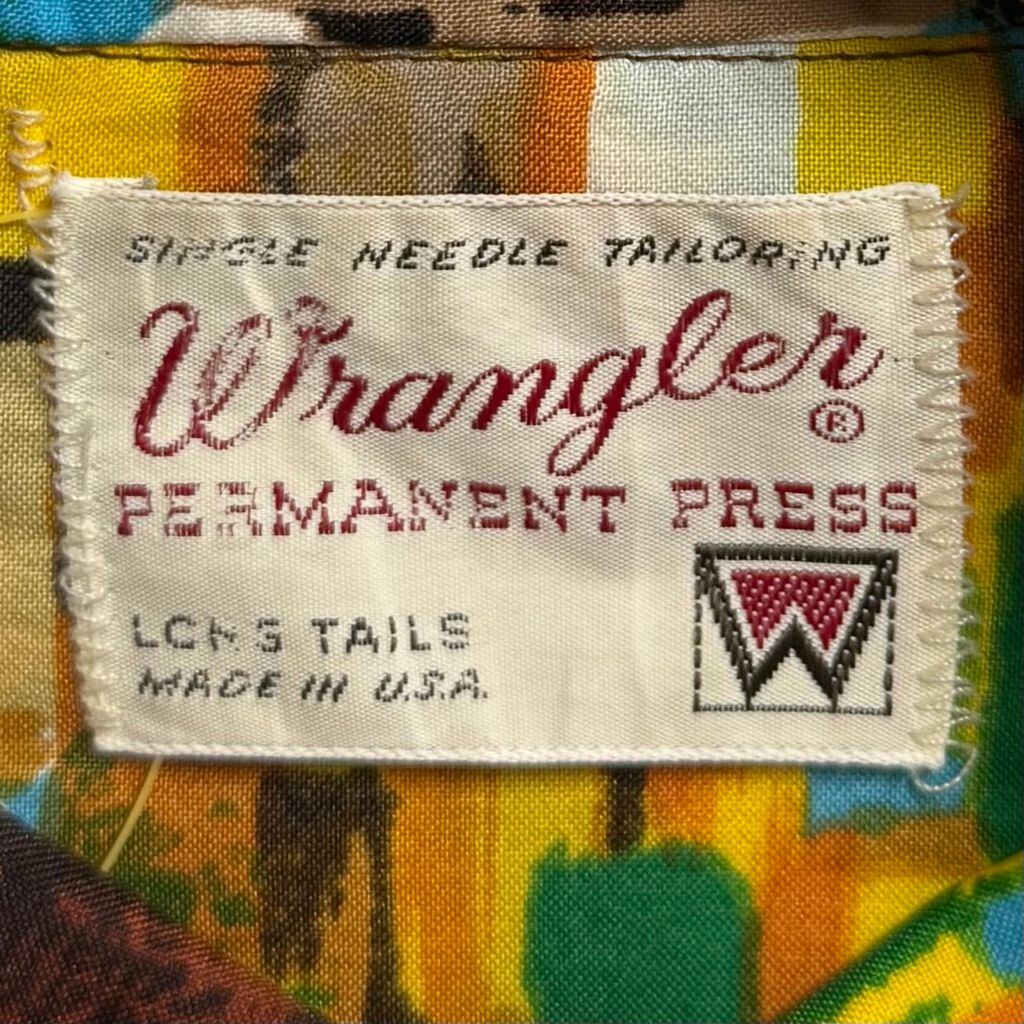 SINGLE NEEDLE TAILORING
Wrangler®
PERMANENT PRESS
LONG TAILS
MADE IN U.S.A.
W